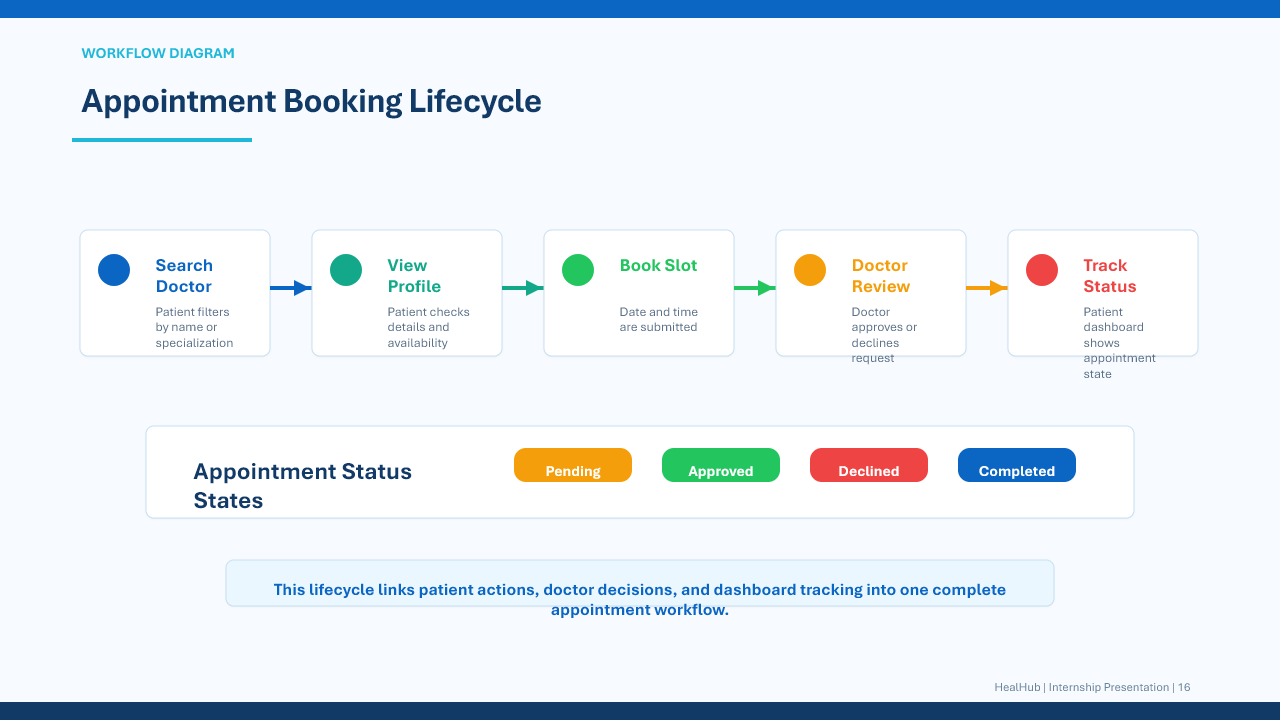 WORKFLOW DIAGRAM
Appointment Booking Lifecycle
Search
Doctor
Patient filters
by name or
specialization
View
Profile
Patient checks
details and
availability
Book Slot
Date and time
are submitted
Doctor
Review
Doctor
approves or
declines
request
Track
Status
Patient
dashboard
shows
appointment
state
Appointment Status
States
Pending
Approved
Declined
Completed
This lifecycle links patient actions, doctor decisions, and dashboard tracking into one complete
appointment workflow.
HealHub | Internship Presentation | 16